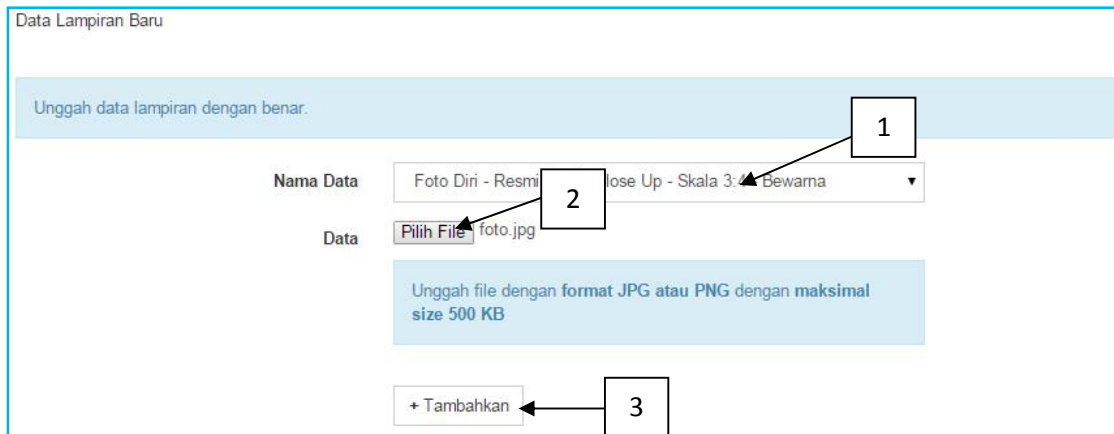 Data Lampiran Baru
Unggah data lampiran dengan benar.
1
Nama Data Foto Diri - Resmi lose Up - Skala 3: Bewarna
2
Data Pilih File foto.jpg
Unggah file dengan format JPG atau PNG dengan maksimal
size 500 KB
+ Tambahkan 3